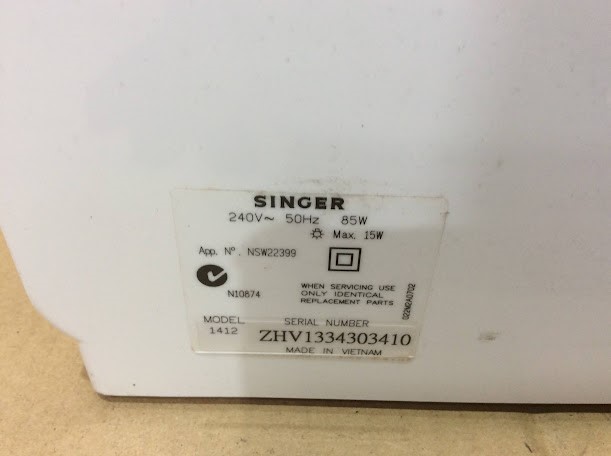 SINGER
240V~ 50Hz 85W
Max. 15W
App. Nº. NSW22399
N10874
WHEN SERVICING USE
ONLY IDENTICAL
REPLACEMENT PARTS
022M2A0702
MODEL
1412
SERIAL NUMBER
ZHV1334303410
MADE IN VIETNAM